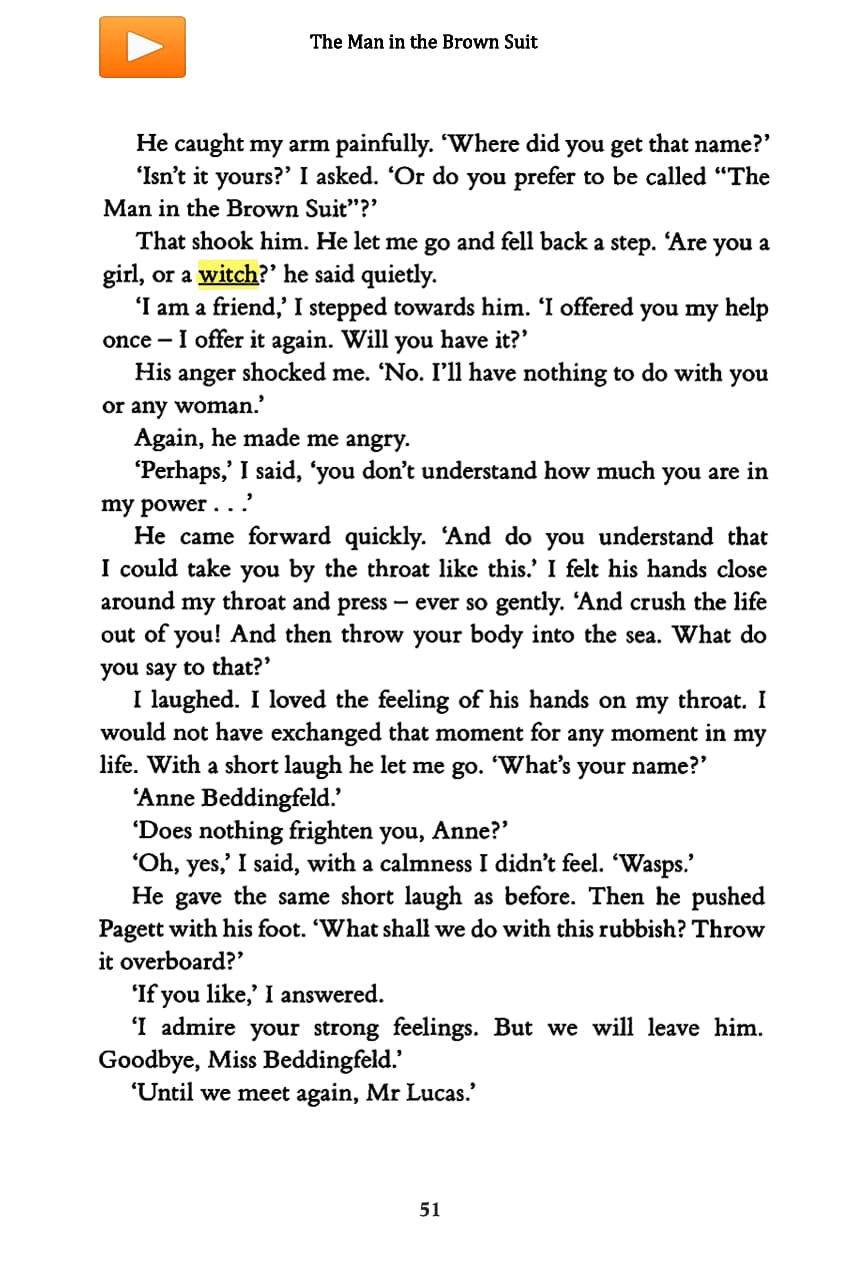 The Man in the Brown Suit
He caught my arm painfully. ‘Where did you get that name?’
‘Isn’t it yours?’ I asked. ‘Or do you prefer to be called “The
Man in the Brown Suit”?’
That shook him. He let me go and fell back a step. ‘Are you a
girl, or a witch?’ he said quietly.
‘I am a friend,’ I stepped towards him. ‘I offered you my help
once – I offer it again. Will you have it?’
His anger shocked me. ‘No. I’ll have nothing to do with you
or any woman.’
Again, he made me angry.
‘Perhaps,’ I said, ‘you don’t understand how much you are in
my power . . .’
He came forward quickly. ‘And do you understand that
I could take you by the throat like this.’ I felt his hands close
around my throat and press – ever so gently. ‘And crush the life
out of you! And then throw your body into the sea. What do
you say to that?’
I laughed. I loved the feeling of his hands on my throat. I
would not have exchanged that moment for any moment in my
life. With a short laugh he let me go. ‘What’s your name?’
‘Anne Beddingfeld.’
‘Does nothing frighten you, Anne?’
‘Oh, yes,’ I said, with a calmness I didn’t feel. ‘Wasps.’
He gave the same short laugh as before. Then he pushed
Pagett with his foot. ‘What shall we do with this rubbish? Throw
it overboard?’
‘If you like,’ I answered.
‘I admire your strong feelings. But we will leave him.
Goodbye, Miss Beddingfeld.’
‘Until we meet again, Mr Lucas.’
51